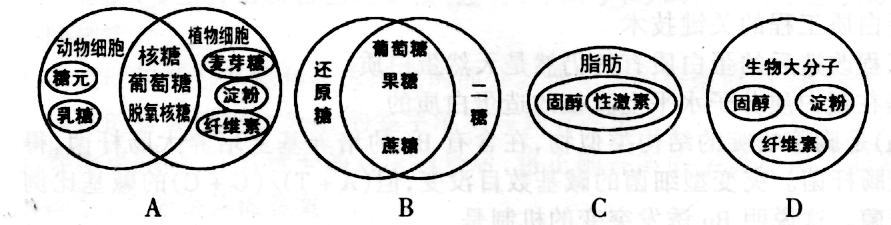 动物细胞
糖元
乳糖
核糖
葡萄糖
脱氧核糖
植物细胞
麦芽糖
淀粉
纤维素
A
还原糖
葡萄糖
果糖
蔗糖
二糖
B
脂肪
固醇
性激素
C
生物大分子
固醇
淀粉
纤维素
D